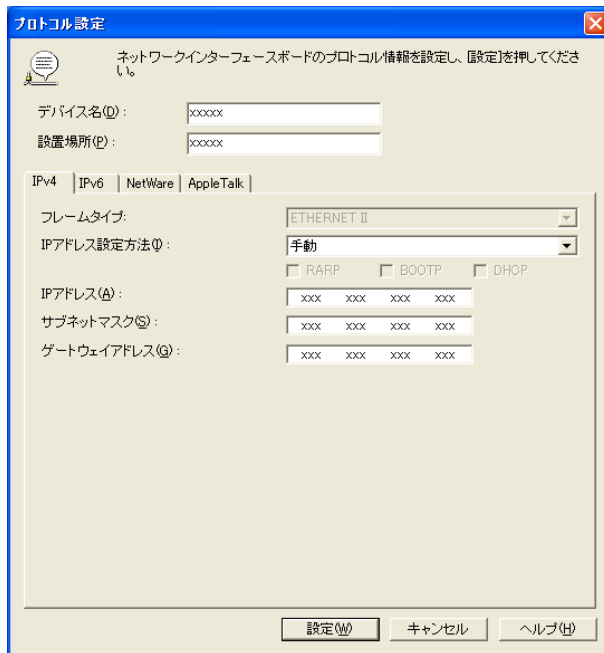 プロトコル設定
ネットワークインターフェースボードのプロトコル情報を設定し、[設定]を押してくださ
い。
デバイス名(D):
xxxxx
設置場所(P):
xxxxx
IPv4 IPv6 NetWare AppleTalk
フレームタイプ:
ETHERNET II
IPアドレス設定方法(I):
手動
RARP BOOTP DHCP
IPアドレス(A):
xxx xxx xxx xxx
サブネットマスク(S):
xxx xxx xxx xxx
ゲートウェイアドレス(G):
xxx xxx xxx xxx
設定(W) キャンセル ヘルプ(H)